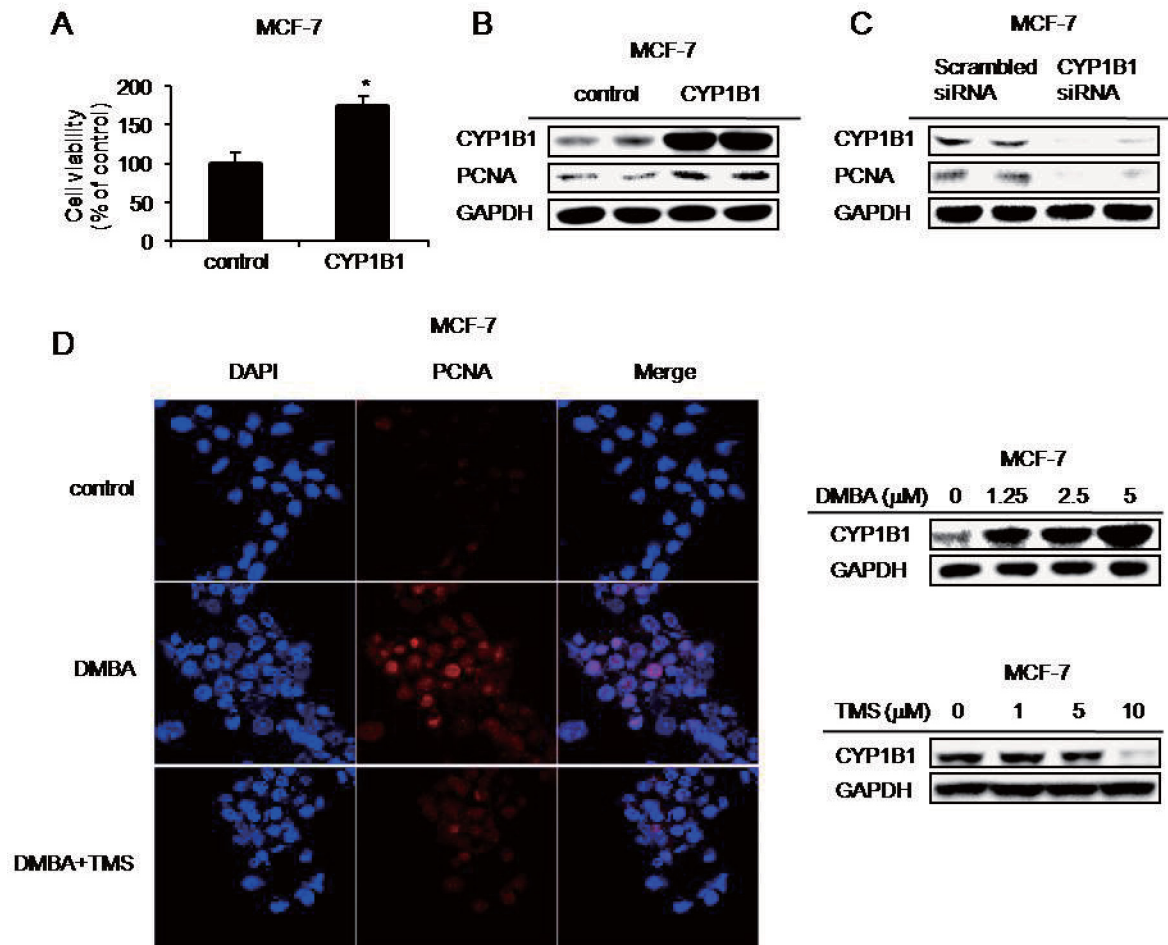 A
MCF-7
Cell viability
(% of control)
200
150
100
50
0
*
control
CYP1B1
B
MCF-7
control
CYP1B1
CYP1B1
PCNA
GAPDH
C
MCF-7
Scrambled
siRNA
CYP1B1
siRNA
CYP1B1
PCNA
GAPDH
D
MCF-7
DAPI
PCNA
Merge
control
DMBA
DMBA+TMS
MCF-7
DMBA (μM) 0 1.25 2.5 5
CYP1B1
GAPDH
MCF-7
TMS (μM) 0 1 5 10
CYP1B1
GAPDH